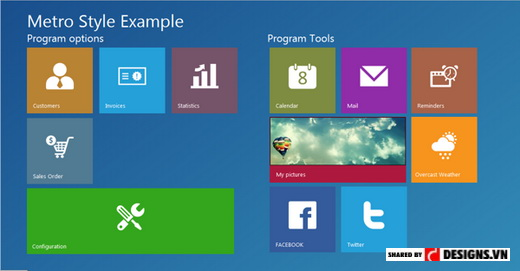 Metro Style Example
Program options
Customers
Invoices
Statistics
Sales Order
Configuration
Program Tools
8
Calendar
Mail
Reminders
My pictures
Overcast Weather
FACEBOOK
Twitter
SHARED BY DESIGNS.VN